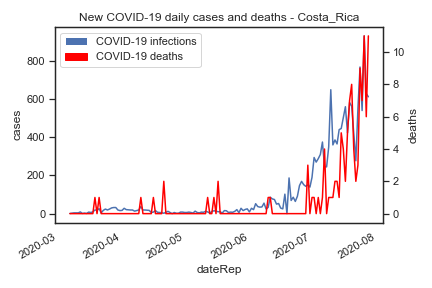 New COVID-19 daily cases and deaths - Costa_Rica
COVID-19 infections
COVID-19 deaths
cases
800
600
400
200
0
deaths
10
8
6
4
2
0
2020-03
2020-04
2020-05
2020-06
2020-07
2020-08
dateRep